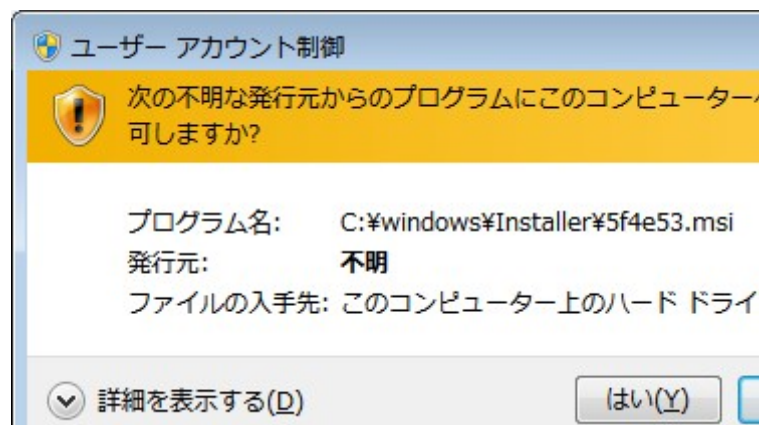 ユーザー アカウント制御
次の不明な発行元からのプログラムにこのコンピューター
可しますか?
プログラム名: C:¥windows¥Installer¥5f4e53.msi
発行元: 不明
ファイルの入手先: このコンピューター上のハード ドライ
詳細を表示する(D)
はい(Y)